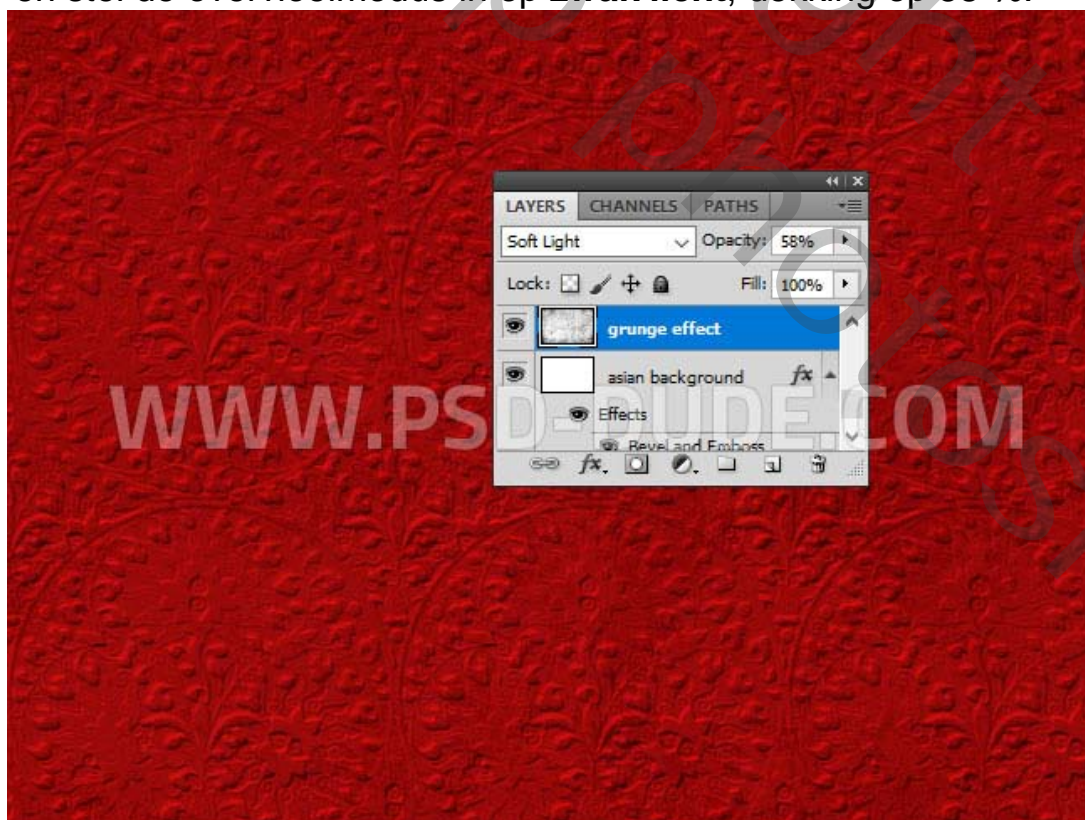 en stel de overvloeimodus in op Zwak licht, dekking op %.
LAYERS CHANNELS PATHS
Soft Light Opacity: 58%
Lock: Fill: 100%
grunge effect
asian background fx
WWW.PSD-DUDE.COM
Effects
Bevel and Emboss
fx.